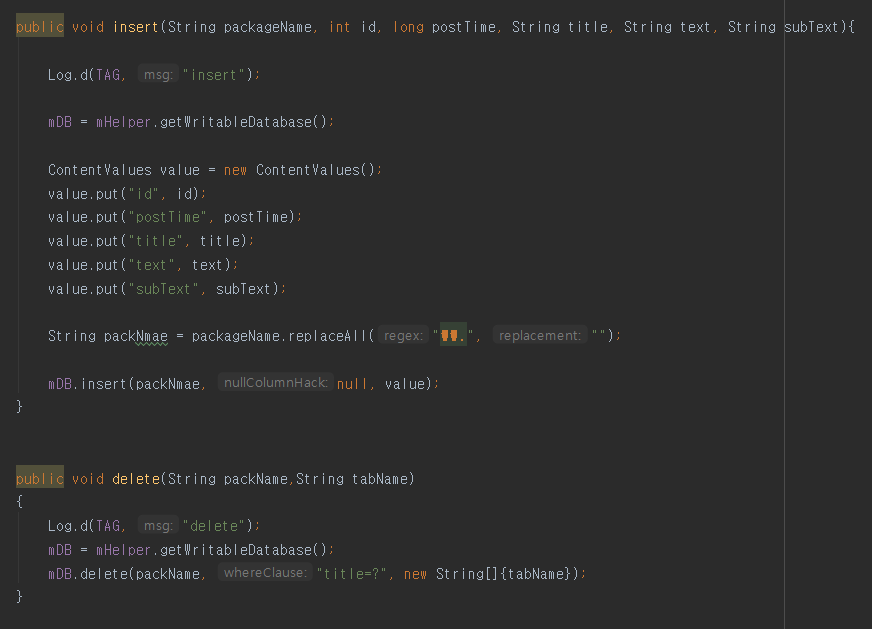 public void insert(String packageName, int id, long postTime, String title, String text, String subText){
Log.d(TAG, msg: "insert");
mDB = mHelper.getWritableDatabase();
ContentValues value = new ContentValues();
value.put("id", id);
value.put("postTime", postTime);
value.put("title", title);
value.put("text", text);
value.put("subText", subText);
String packNmae = packageName.replaceAll( regex: "₩₩.", replacement: "");
mDB.insert(packNmae, nullColumnHack: null, value);
}
public void delete(String packName,String tabName)
{
Log.d(TAG, msg: "delete");
mDB = mHelper.getWritableDatabase();
mDB.delete(packName, whereClause: "title=?", new String[]{tabName});
}